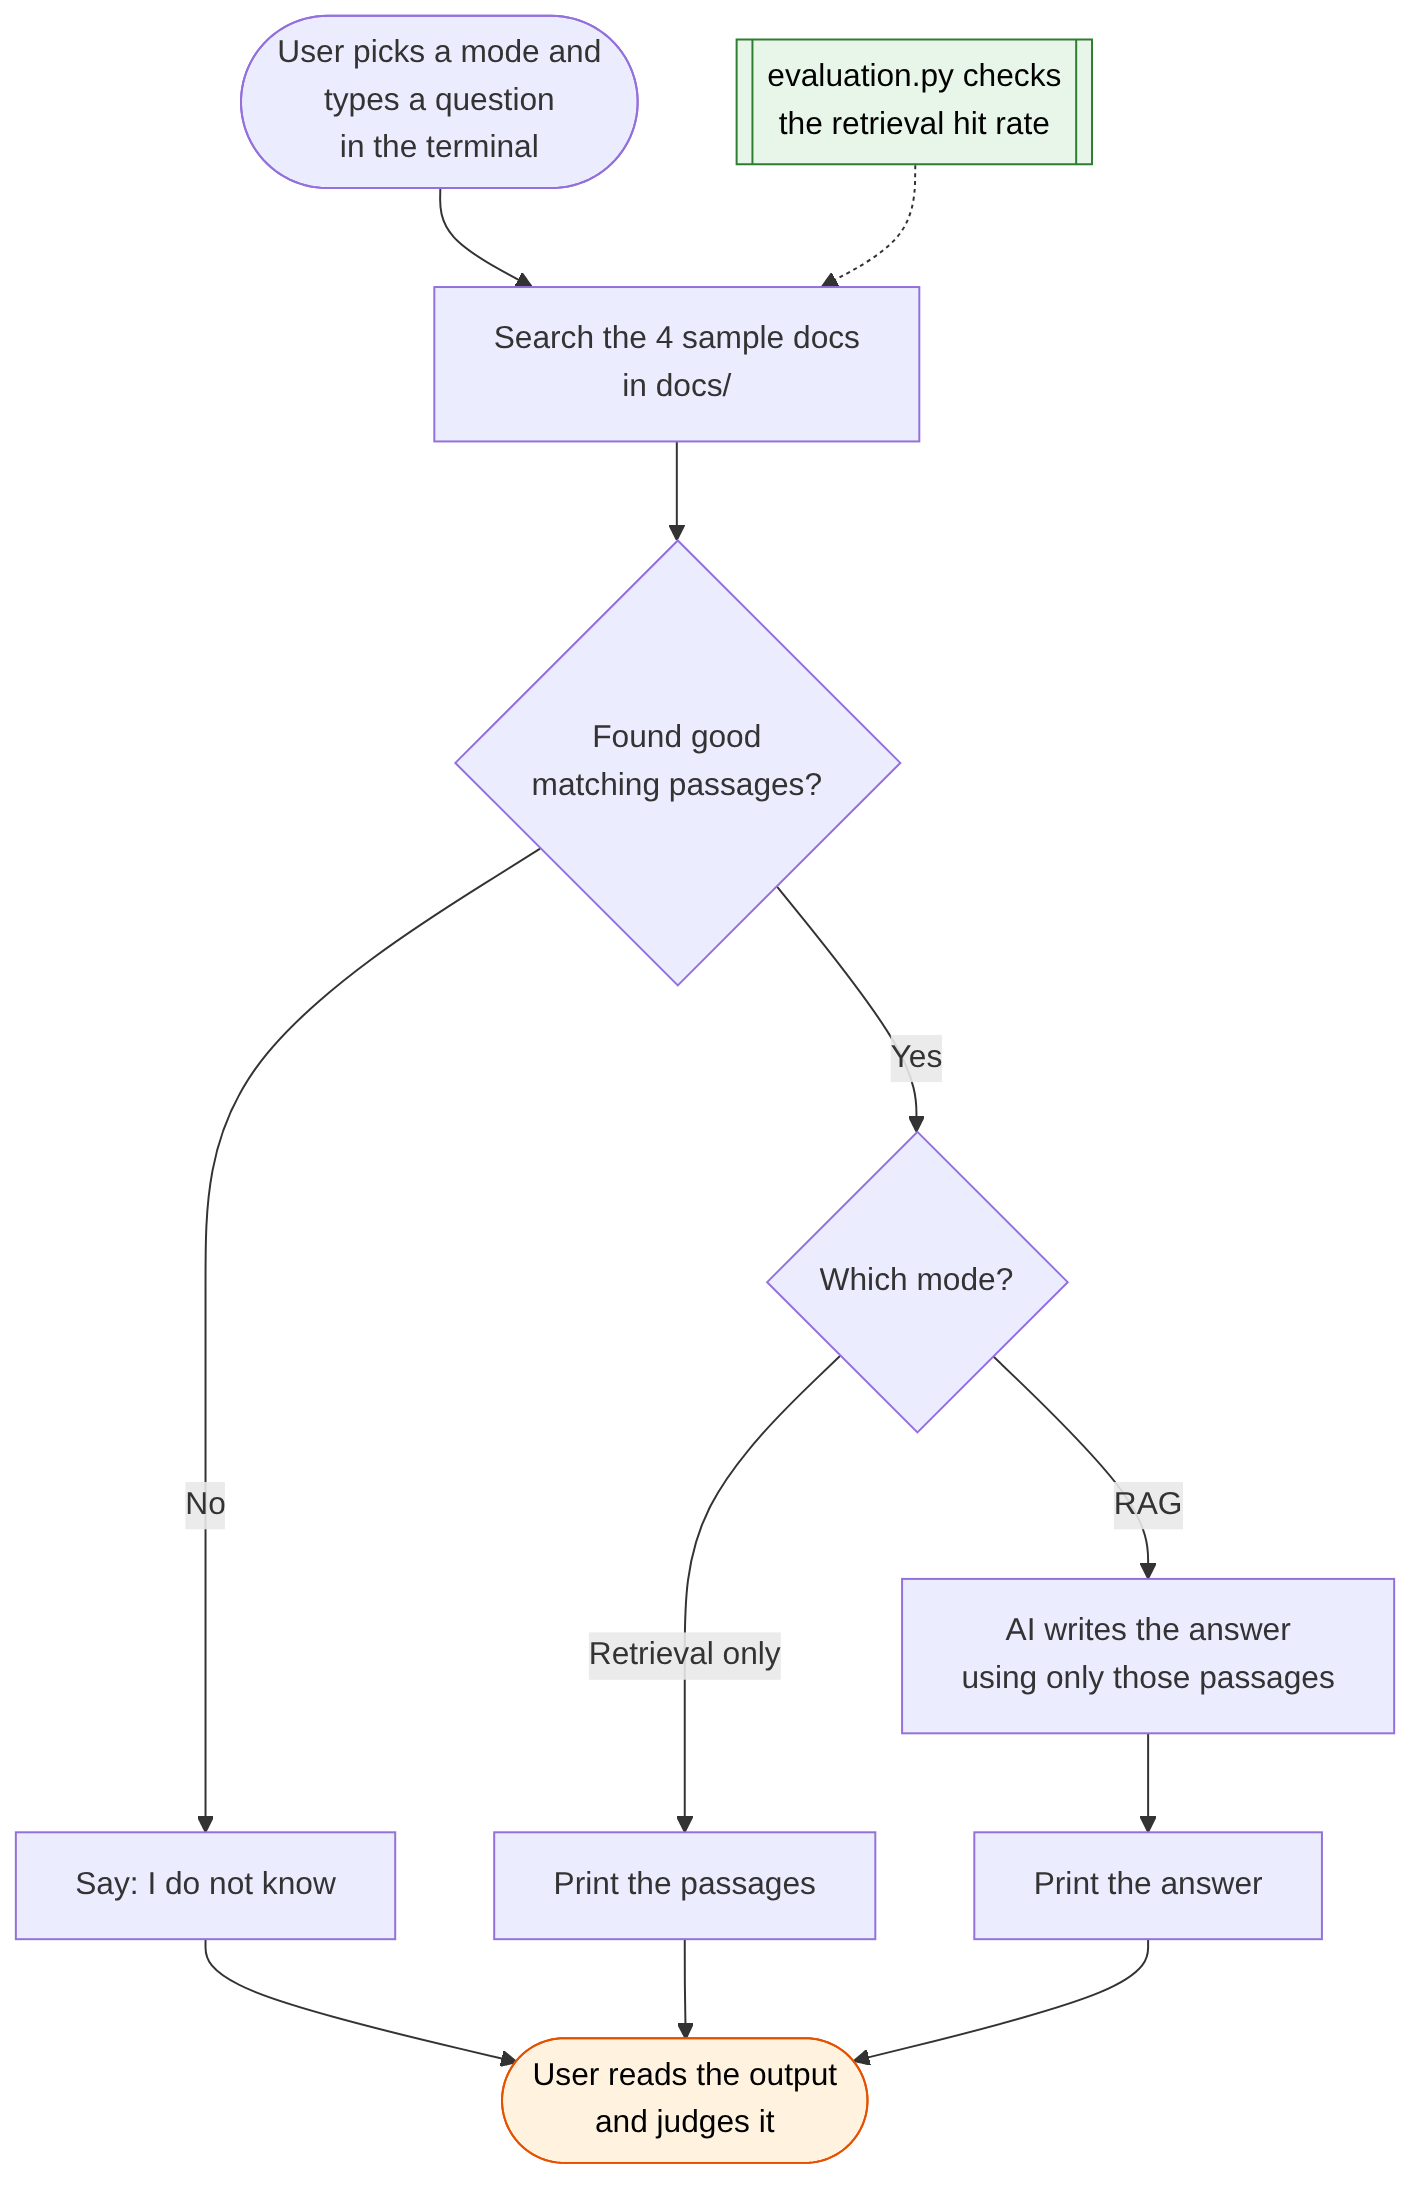 User picks a mode and
types a question
in the terminal
evaluation.py checks
the retrieval hit rate
Search the 4 sample docs
in docs/
Found good
matching passages?
Yes
Which mode?
No
RAG
Retrieval only
AI writes the answer
using only those passages
Say: I do not know
Print the passages
Print the answer
User reads the output
and judges it